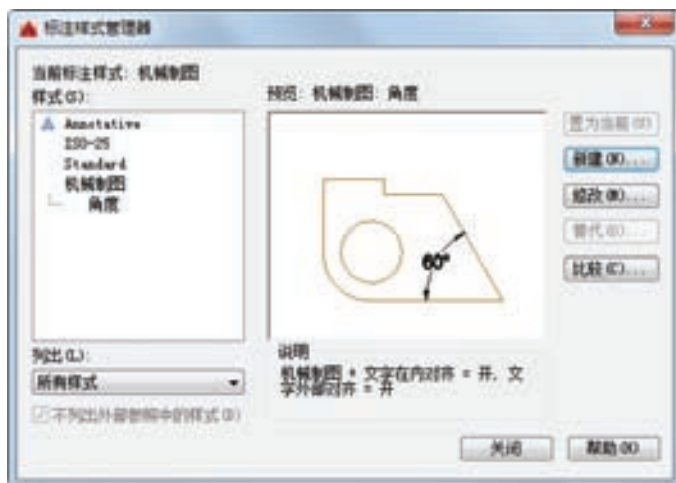 标注样式管理器
当前标注样式: 机械制图
样式(S):
Annotative
ISO-25
Standard
机械制图
角度
预览: 机械制图: 角度
60°
置为当前(U)
新建(N)...
修改(M)...
替代(O)...
比较(C)...
列出(L):
所有样式
不列出外部参照中的样式(D)
说明
机械制图 + 文字在内对齐 = 开, 文
字外部对齐 = 开
关闭
帮助(H)